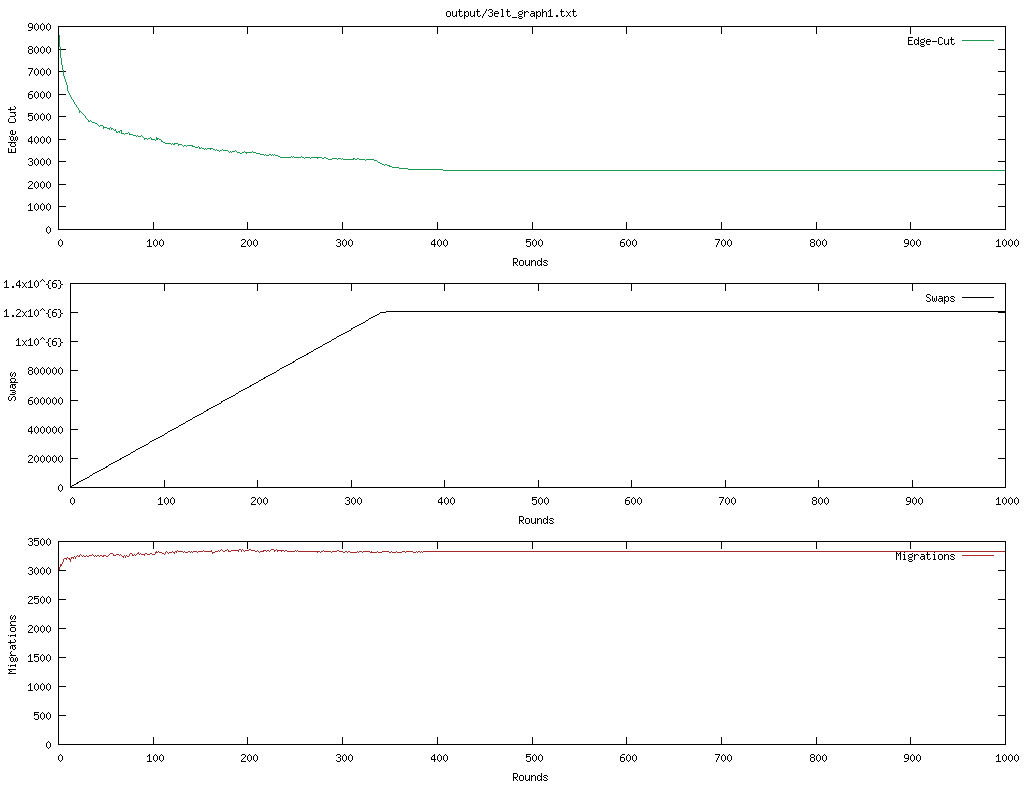 output/3elt_graph1.txt
9000
8000
7000
6000
5000
4000
3000
2000
1000
0
Edge Cut
Edge-Cut
0 100 200 300 400 500 600 700 800 900 1000
Rounds
1.4x10^{6}
1.2x10^{6}
1x10^{6}
800000
600000
400000
200000
0
Swaps
Swaps
0 100 200 300 400 500 600 700 800 900 1000
Rounds
3500
3000
2500
2000
1500
1000
500
0
Migrations
Migrations
0 100 200 300 400 500 600 700 800 900 1000
Rounds